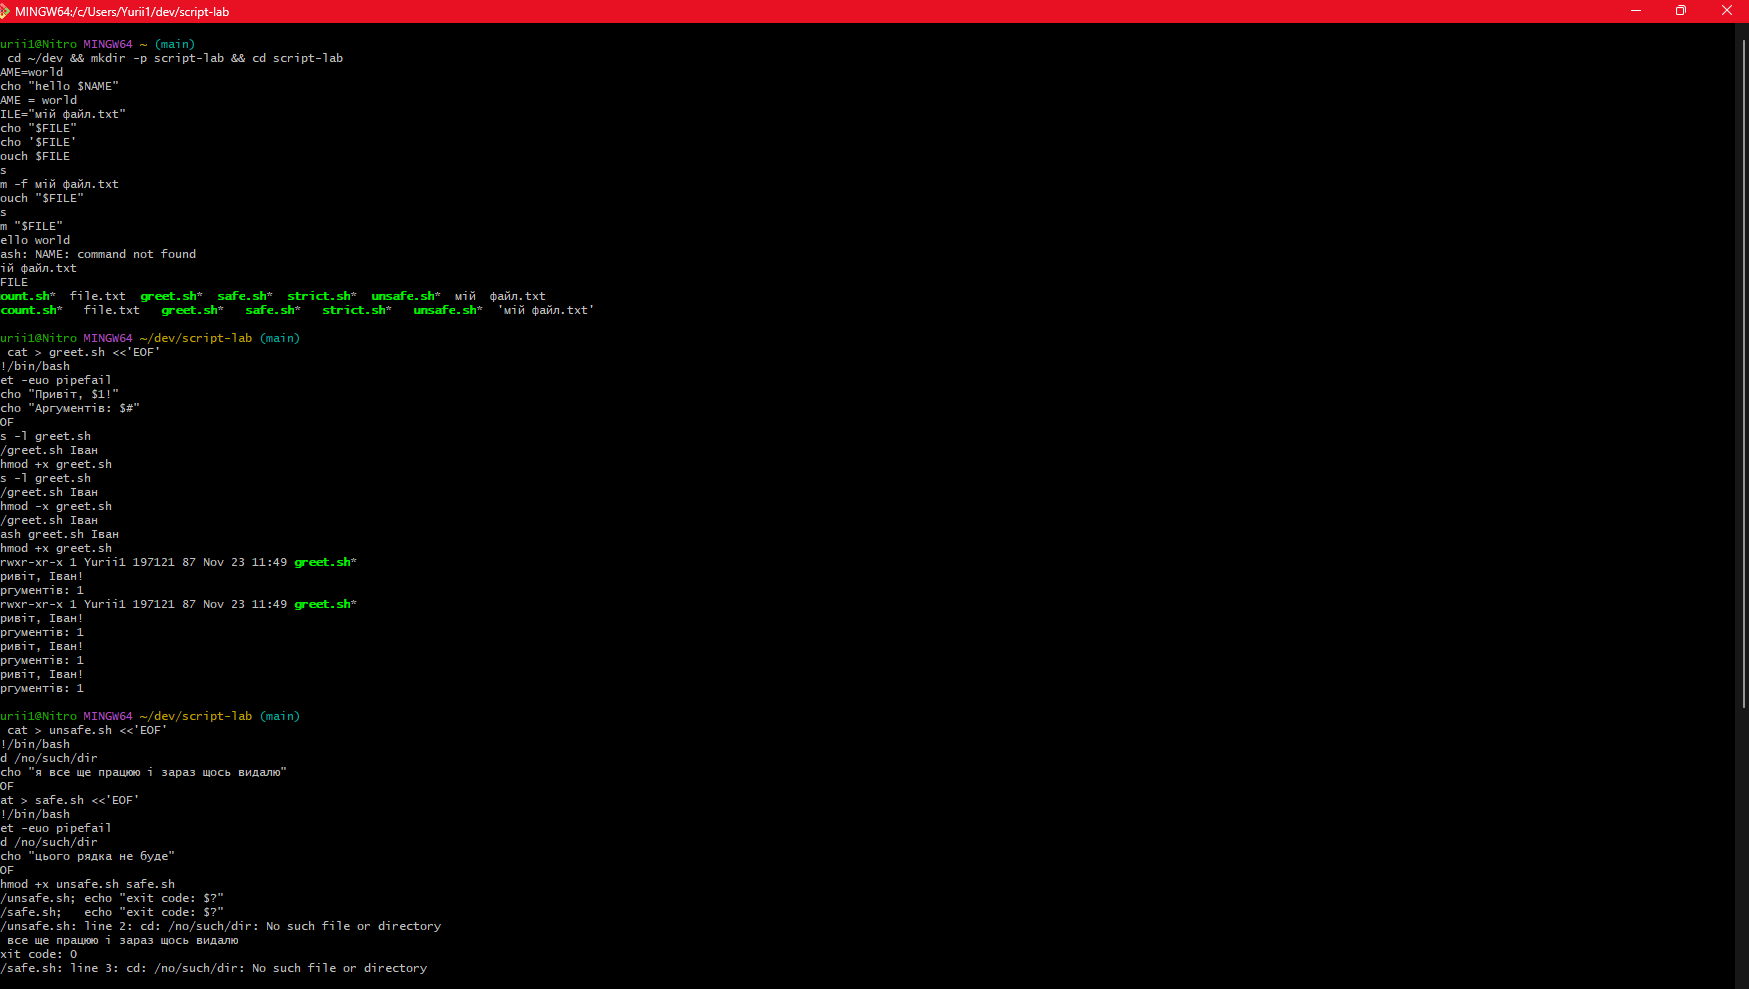 MINGW64:/c/Users/Yurii1/dev/script-lab
urii1@Nitro MINGW64 ~ (main)
cd ~/dev && mkdir -p script-lab && cd script-lab
AME=world
cho "hello $NAME"
AME = world
ILE="мій файл.txt"
cho "$FILE"
cho '$FILE'
ouch $FILE
s
m -f мій файл.txt
ouch "$FILE"
s
m "$FILE"
ello world
ash: NAME: command not found
ій файл.txt
FILE
ount.sh*  file.txt  greet.sh*  safe.sh*  strict.sh*  unsafe.sh*  мій  файл.txt
count.sh*   file.txt   greet.sh*   safe.sh*   strict.sh*   unsafe.sh*  'мій файл.txt'
urii1@Nitro MINGW64 ~/dev/script-lab (main)
cat > greet.sh <<'EOF'
!/bin/bash
et -euo pipefail
cho "Привіт, $1!"
cho "Аргументів: $#"
OF
s -l greet.sh
/greet.sh Іван
hmod +x greet.sh
s -l greet.sh
/greet.sh Іван
hmod -x greet.sh
/greet.sh Іван
ash greet.sh Іван
hmod +x greet.sh
rwxr-xr-x 1 Yurii1 197121 87 Nov 23 11:49 greet.sh*
ривіт, Іван!
ргументів: 1
rwxr-xr-x 1 Yurii1 197121 87 Nov 23 11:49 greet.sh*
ривіт, Іван!
ргументів: 1
ривіт, Іван!
ргументів: 1
ривіт, Іван!
ргументів: 1
urii1@Nitro MINGW64 ~/dev/script-lab (main)
cat > unsafe.sh <<'EOF'
!/bin/bash
d /no/such/dir
cho "я все ще працюю і зараз щось видалю"
OF
at > safe.sh <<'EOF'
!/bin/bash
et -euo pipefail
d /no/such/dir
cho "цього рядка не буде"
OF
hmod +x unsafe.sh safe.sh
/unsafe.sh; echo "exit code: $?"
/safe.sh;   echo "exit code: $?"
/unsafe.sh: line 2: cd: /no/such/dir: No such file or directory
все ще працюю і зараз щось видалю
xit code: 0
/safe.sh: line 3: cd: /no/such/dir: No such file or directory